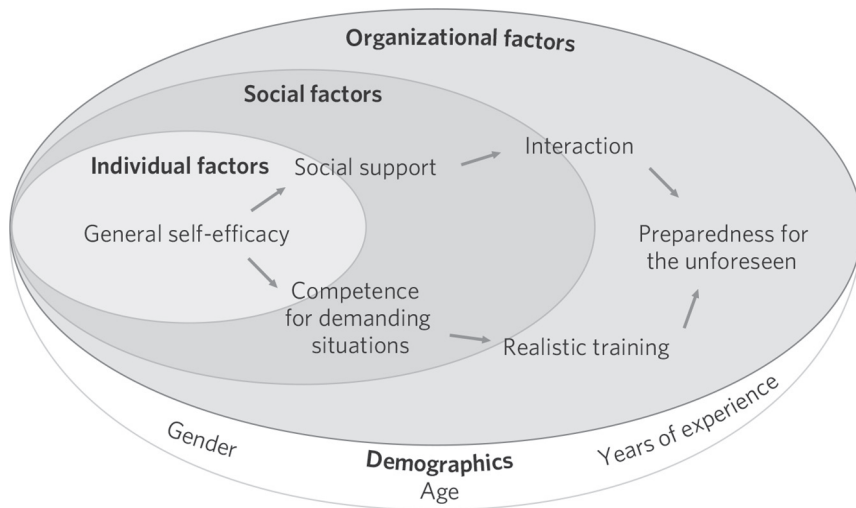 Organizational factors
Social factors
Individual factors
Social support
Interaction
General self-efficacy
Preparedness for
the unforeseen
Competence
for demanding
situations
Realistic training
Gender
Demographics
Age
Years of experience